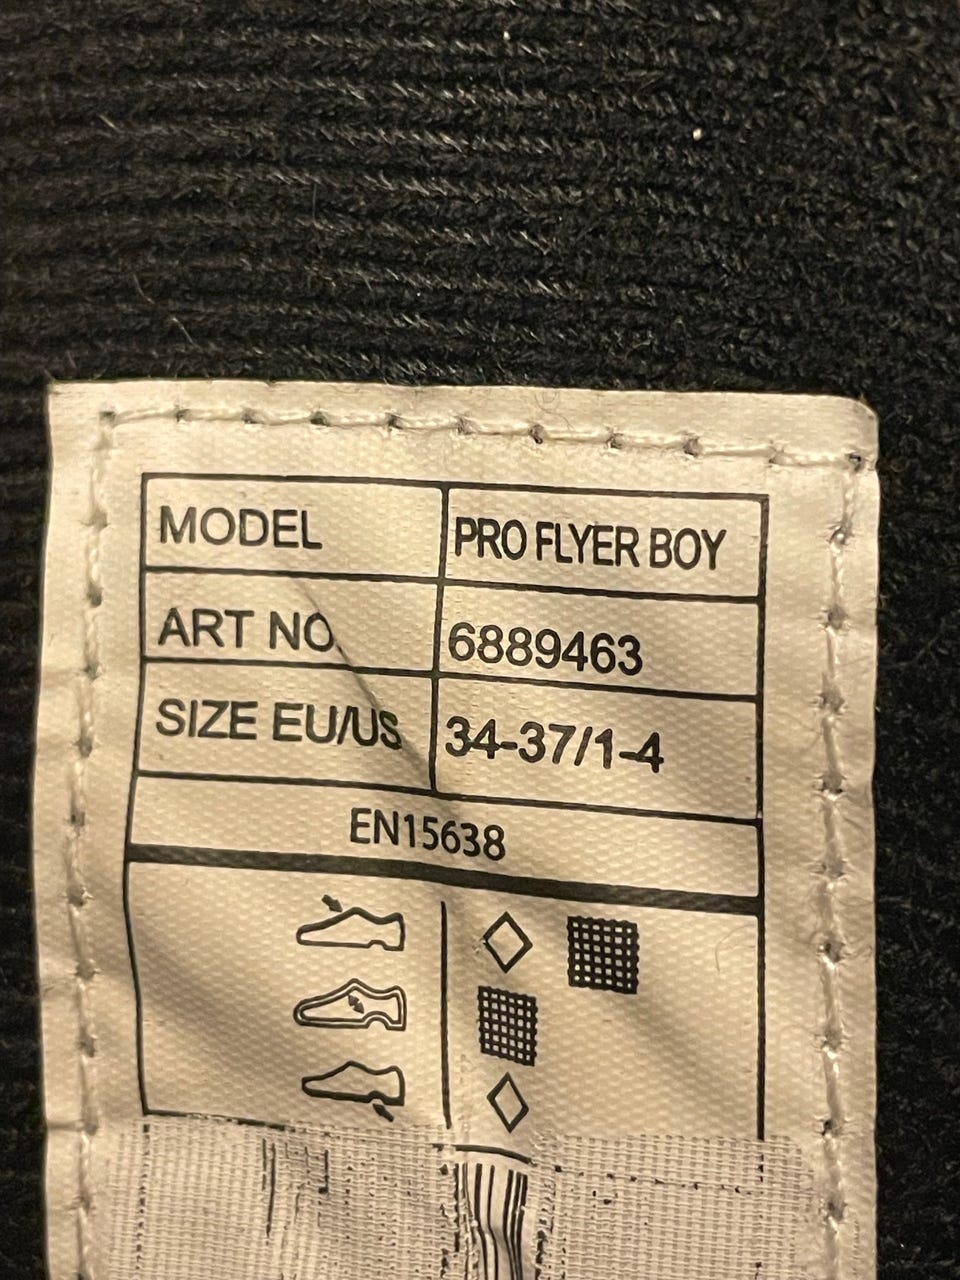 MODEL PRO FLYER BOY
ART NO. 6889463
SIZE EU/US 34-37/1-4
EN15638